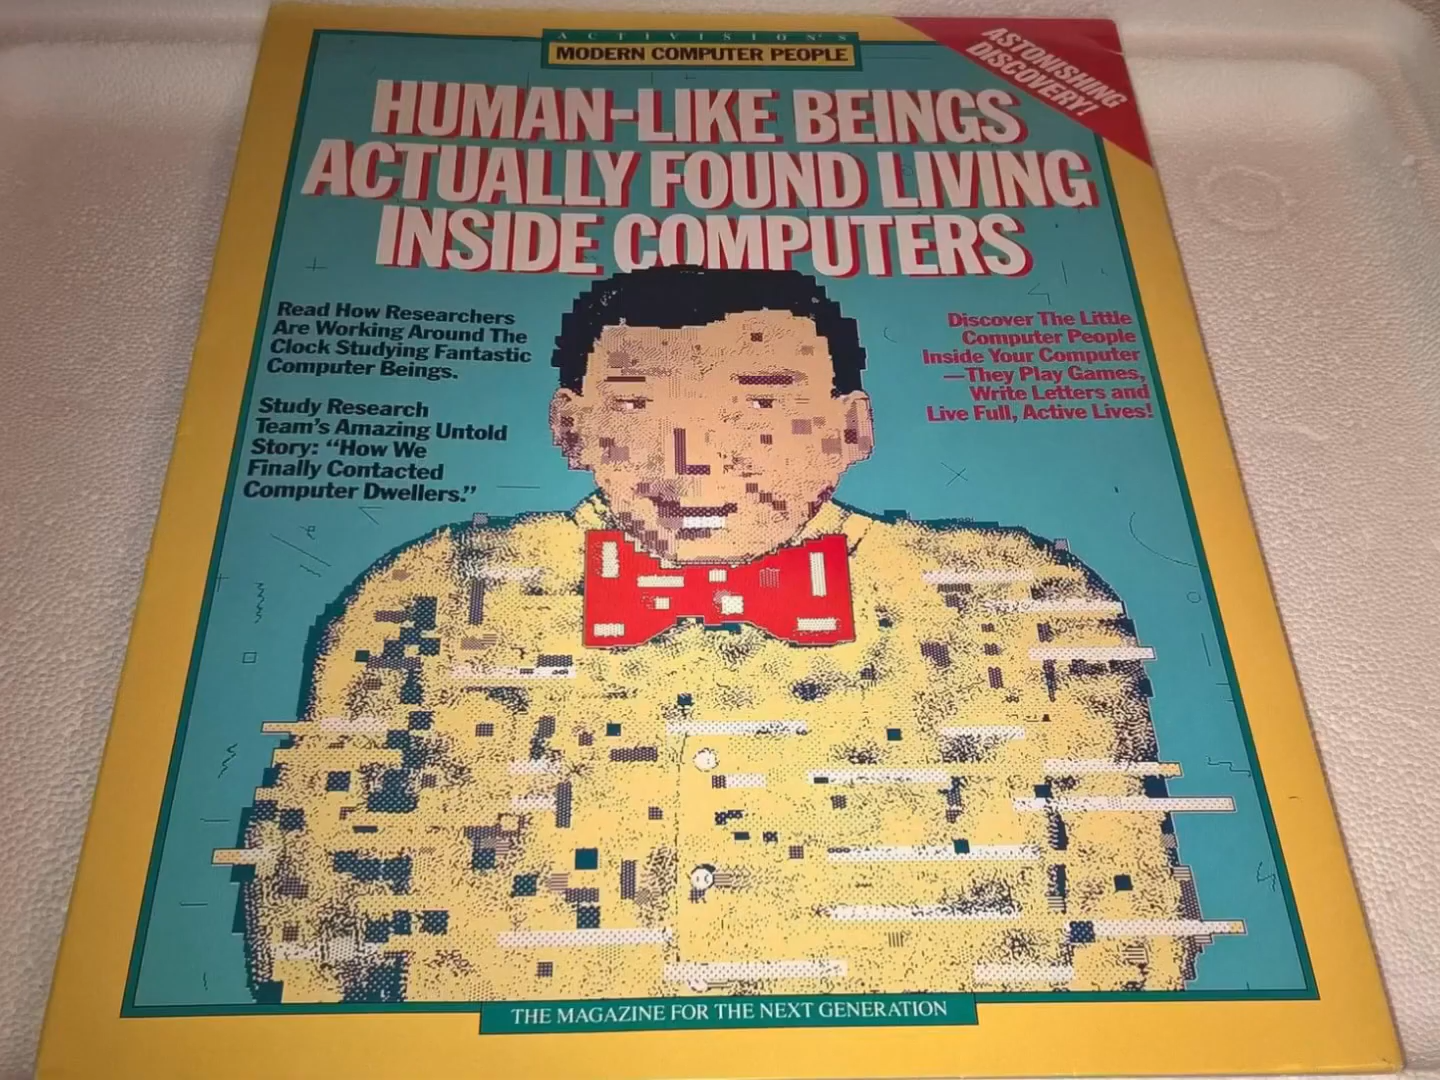 ACTIVISION'S
MODERN COMPUTER PEOPLE
ASTONISHING
DISCOVERY!
HUMAN-LIKE BEINGS
ACTUALLY FOUND LIVING
INSIDE COMPUTERS
Read How Researchers
Are Working Around The
Clock Studying Fantastic
Computer Beings.
Study Research
Team's Amazing Untold
Story: "How We
Finally Contacted
Computer Dwellers."
Discover The Little
Computer People
Inside Your Computer
—They Play Games,
Write Letters and
Live Full, Active Lives!
THE MAGAZINE FOR THE NEXT GENERATION